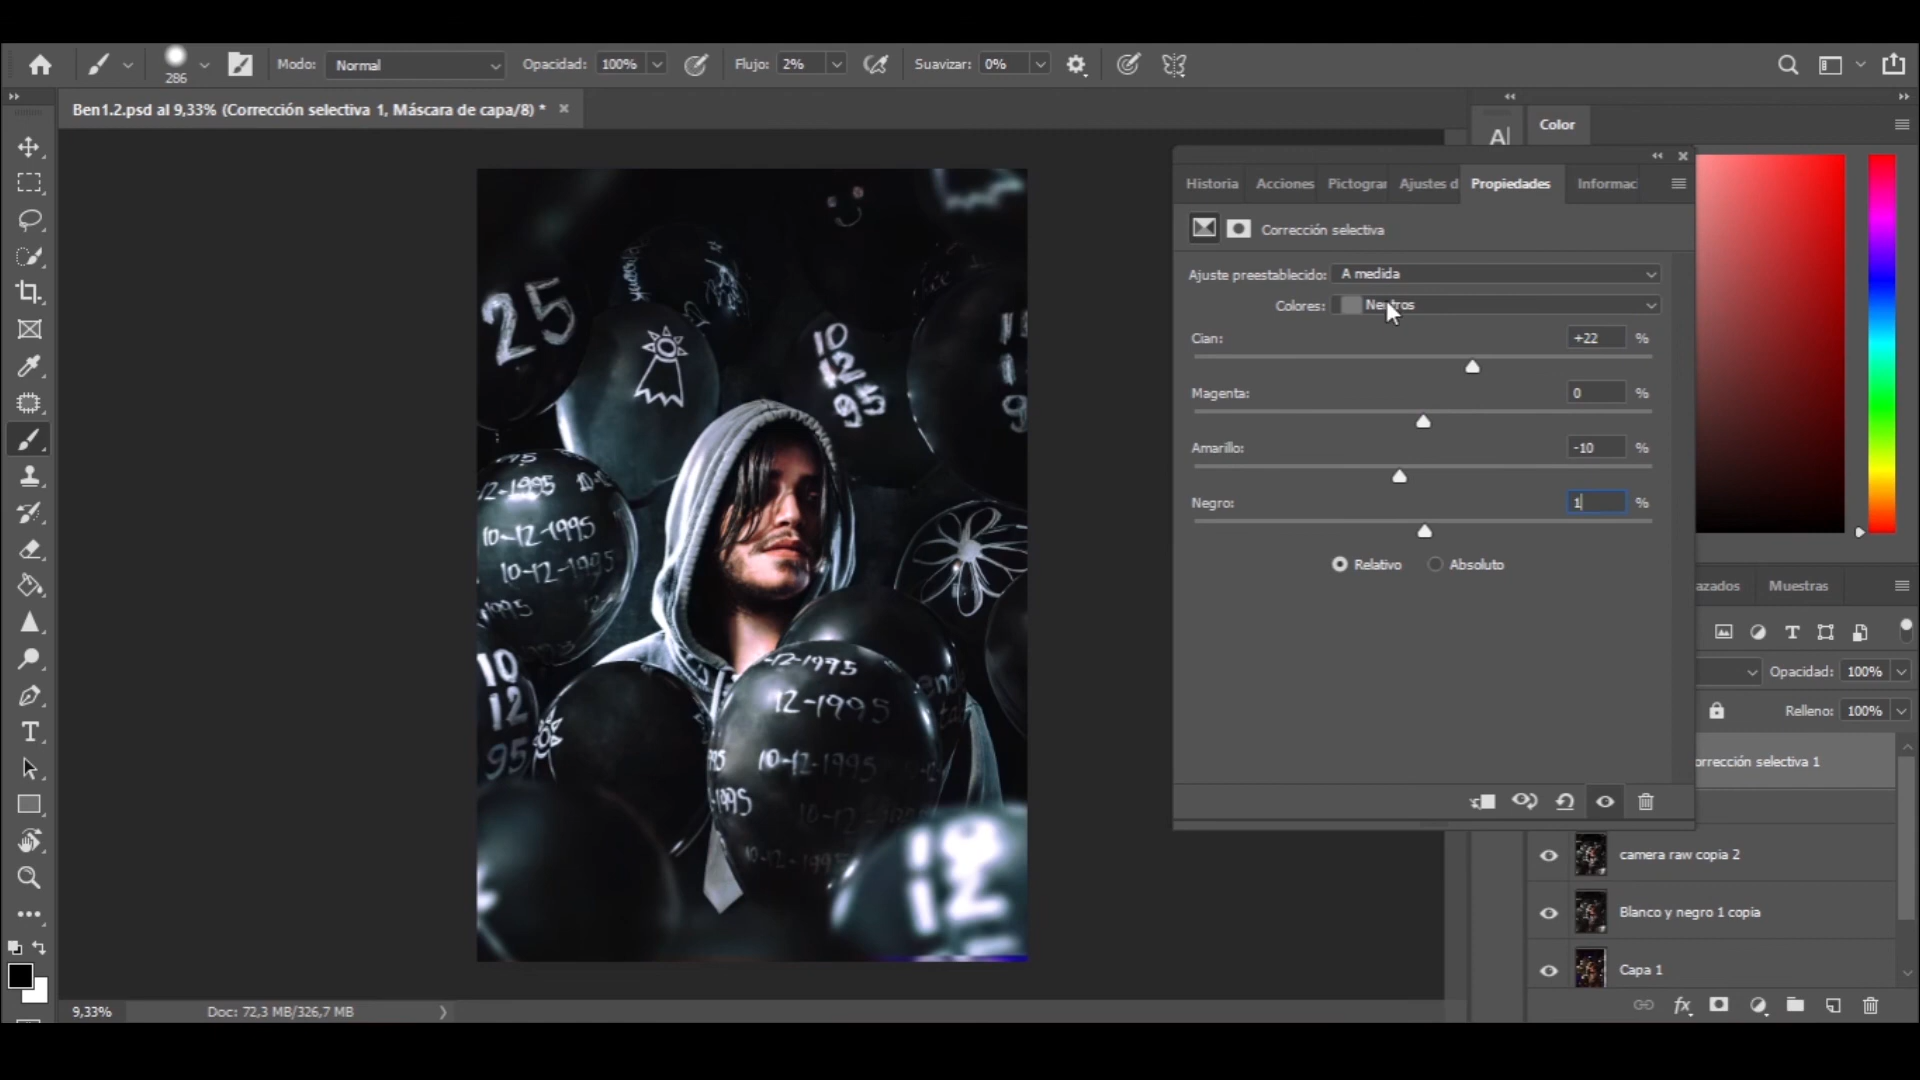 286
Modo:
Normal
Opacidad:
100%
Flujo:
2%
Suavizar:
0%
Ben1.2.psd al 9,33% (Corrección selectiva 1, Máscara de capa/8) *
A|
Color
Historia
Acciones
Pictogra
Ajustes d
Propiedades
Informac
Corrección selectiva
Ajuste preestablecido:
A medida
Colores:
Neutros
Cian:
+22
%
Magenta:
0
%
Amarillo:
-10
%
Negro:
1
%
Relativo
Absoluto
azados
Muestras
Opacidad:
100%
Relleno:
100%
orrección selectiva 1
camera raw copia 2
Blanco y negro 1 copia
Capa 1
25
10
12
95
12-1995
10-12-1995
10-12-1995
1995
10
12
95
-12-1995
12-1995
10-12-1995
1995
10-12-1995
9,33%
Doc: 72,3 MB/326,7 MB